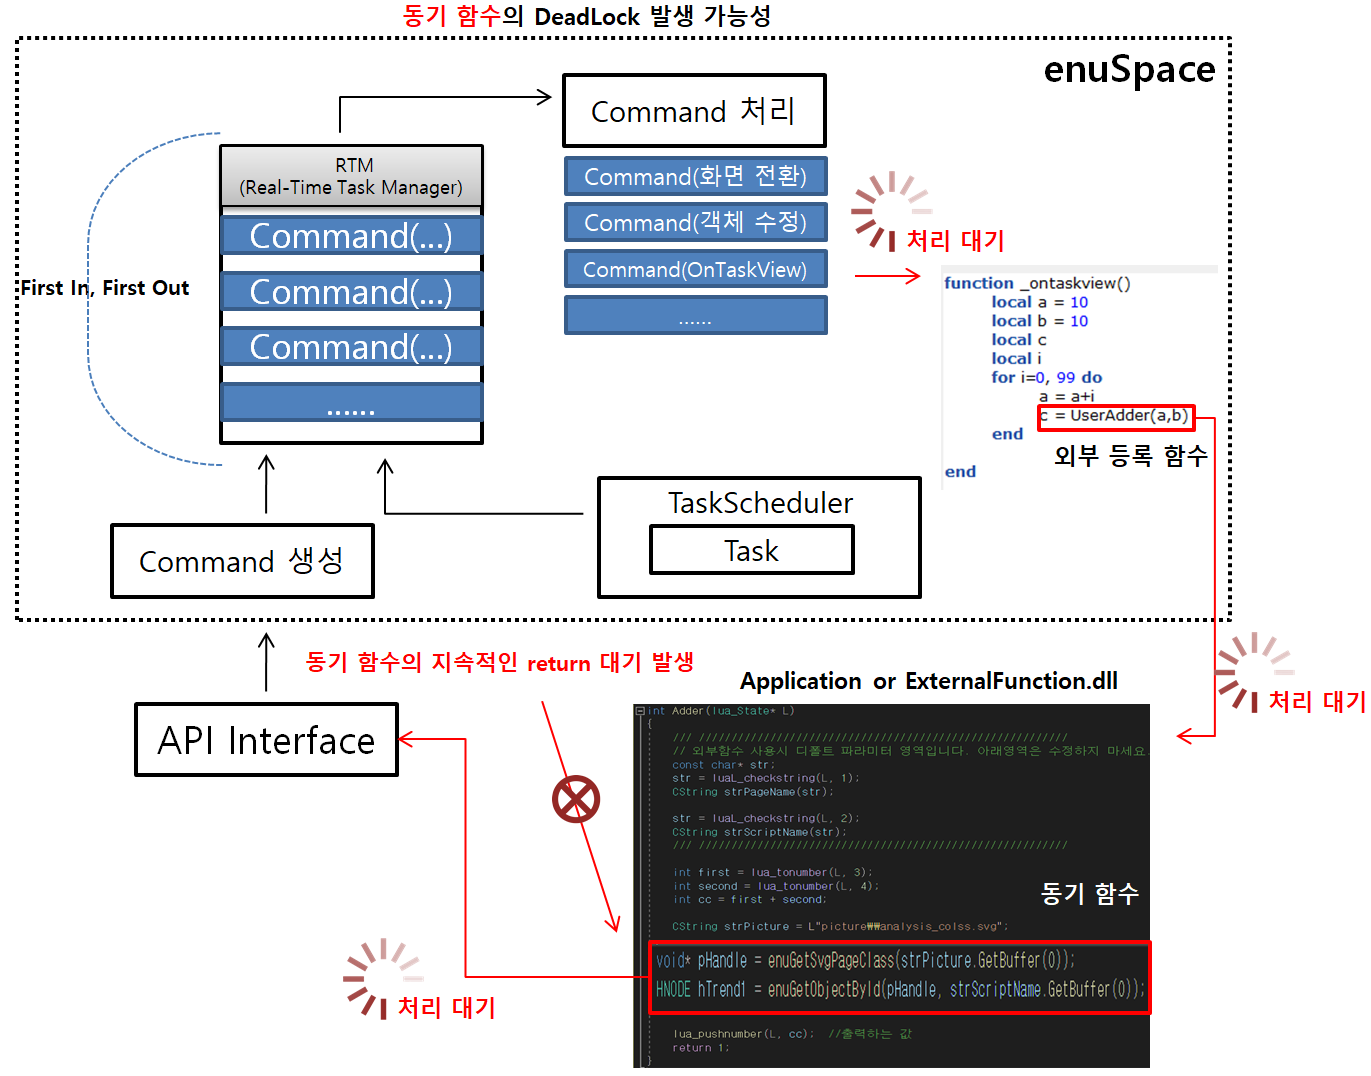 동기 함수의 DeadLock 발생 가능성
enuSpace
Command 처리
RTM
(Real-Time Task Manager)
Command(...)
Command(...)
Command(...)
......
First In, First Out
Command(화면 전환)
Command(객체 수정)
Command(OnTaskView)
......
처리 대기
function _ontaskview()
local a = 10
local b = 10
local c
local i
for i=0, 99 do
a = a+i
c = UserAdder(a,b)
end
end
외부 등록 함수
TaskScheduler
Task
Command 생성
동기 함수의 지속적인 return 대기 발생
처리 대기
API Interface
Application or ExternalFunction.dll
int Adder(lua_State* L)
{
/// /////////////////////////////////////////////////////////
// 외부함수 사용시 디폴트 파라미터 영역입니다. 아래영역은 수정하지 마세요.
const char* str;
str = luaL_checkstring(L, 1);
CString strPageName(str);
str = luaL_checkstring(L, 2);
CString strScriptName(str);
/// /////////////////////////////////////////////////////////
int first = lua_tonumber(L, 3);
int second = lua_tonumber(L, 4);
int cc = first + second;
동기 함수
CString strPicture = L"picture₩₩analysis_colss.svg";
void* pHandle = enuGetSvgPageClass(strPicture.GetBuffer(0));
HNODE hTrend1 = enuGetObjectById(pHandle, strScriptName.GetBuffer(0));
lua_pushnumber(L, cc); //출력하는 값
return 1;
}
처리 대기